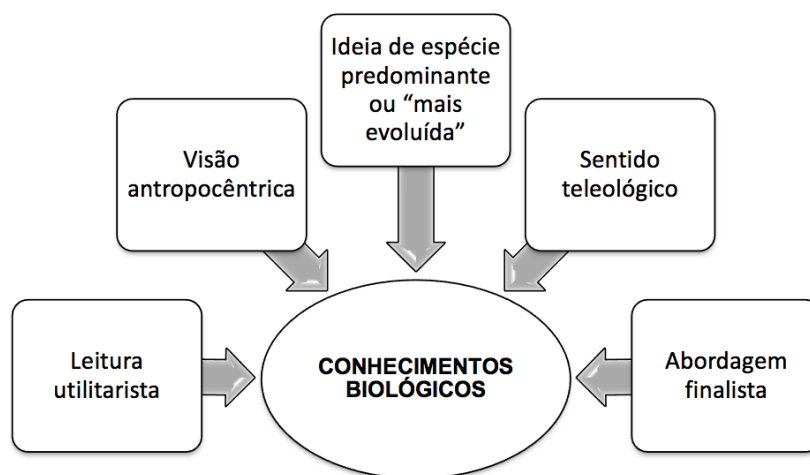 Ideia de espécie
predominante
ou “mais
evoluída”
Visão
antropocêntrica
Sentido
teleológico
Leitura
utilitarista
CONHECIMENTOS
BIOLÓGICOS
Abordagem
finalista